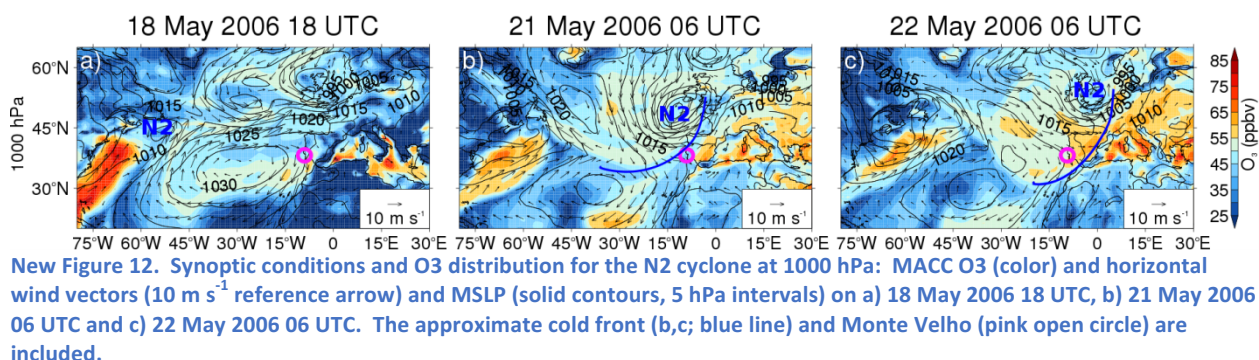 18 May 2006 18 UTC
21 May 2006 06 UTC
22 May 2006 06 UTC
1000 hPa
60°N
45°N
30°N
a)
N2
1015
1000
1005
1010
1015
1020
1025
1010
1030
10 m s⁻¹
75°W 60°W 45°W 30°W 15°W 0 15°E 30°E
b)
N2
1015
1005
1020
985
995
1005
1010
1015
10 m s⁻¹
75°W 60°W 45°W 30°W 15°W 0 15°E 30°E
c)
N2
1015
1005
985
1005
1010
1015
1020
10 m s⁻¹
75°W 60°W 45°W 30°W 15°W 0 15°E 30°E
85
75
65
55
45
35
25
O₃ (ppbv)
New Figure 12. Synoptic conditions and O3 distribution for the N2 cyclone at 1000 hPa: MACC O3 (color) and horizontal
wind vectors (10 m s⁻¹ reference arrow) and MSLP (solid contours, 5 hPa intervals) on a) 18 May 2006 18 UTC, b) 21 May 2006
06 UTC and c) 22 May 2006 06 UTC. The approximate cold front (b,c; blue line) and Monte Velho (pink open circle) are
included.